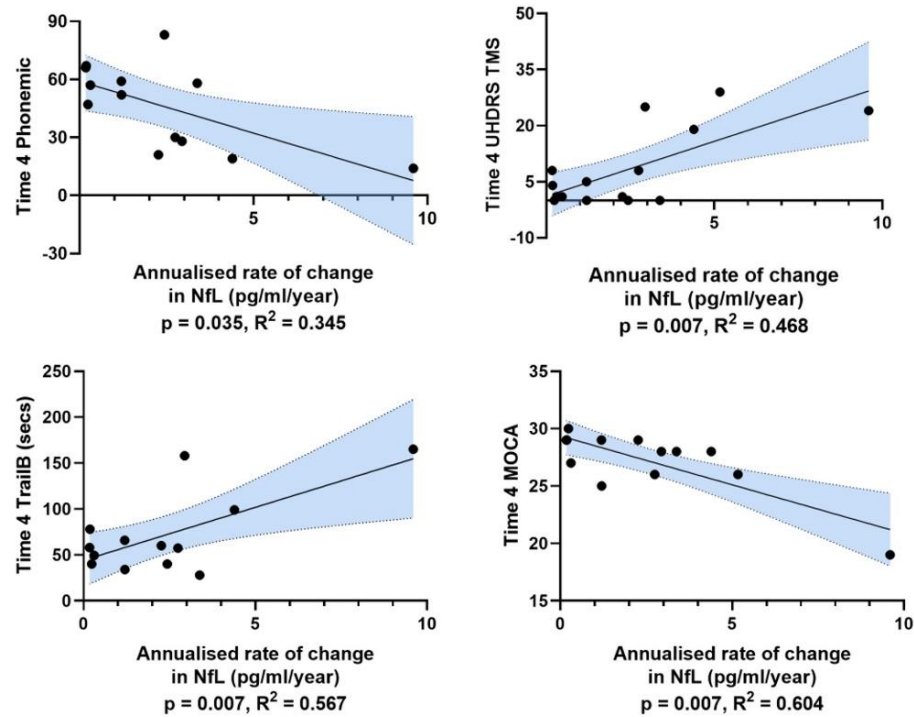 90
60
30
0
-30
5
10
Time 4 Phonemic
Annualised rate of change
in NfL (pg/ml/year)
p = 0.035, R² = 0.345
35
20
5
-10
5
10
Time 4 UHDRS TMS
Annualised rate of change
in NfL (pg/ml/year)
p = 0.007, R² = 0.468
250
200
150
100
50
0
0
5
10
Time 4 TrailB (secs)
Annualised rate of change
in NfL (pg/ml/year)
p = 0.007, R² = 0.567
35
30
25
20
15
0
5
10
Time 4 MOCA
Annualised rate of change
in NfL (pg/ml/year)
p = 0.007, R² = 0.604